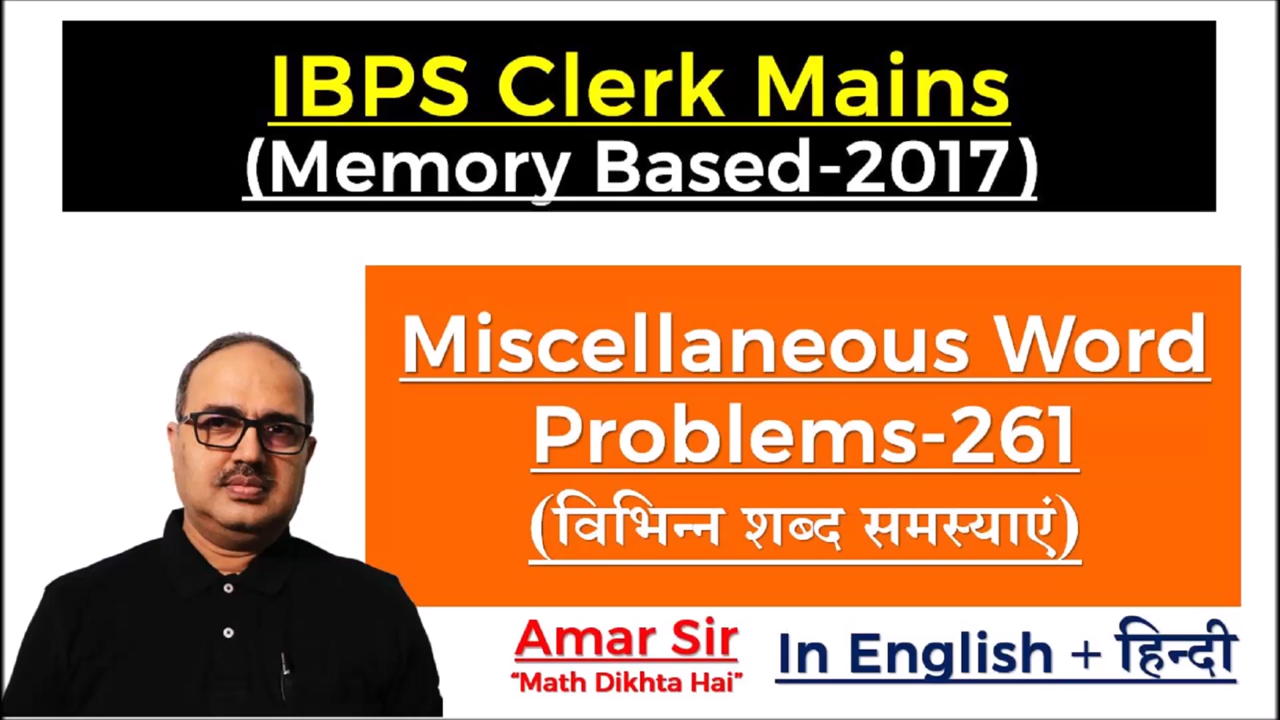 IBPS Clerk Mains
(Memory Based-2017)
Miscellaneous Word
Problems-261
(विभिन्न शब्द समस्याएं)
Amar Sir
“Math Dikhta Hai”
In English + हिन्दी